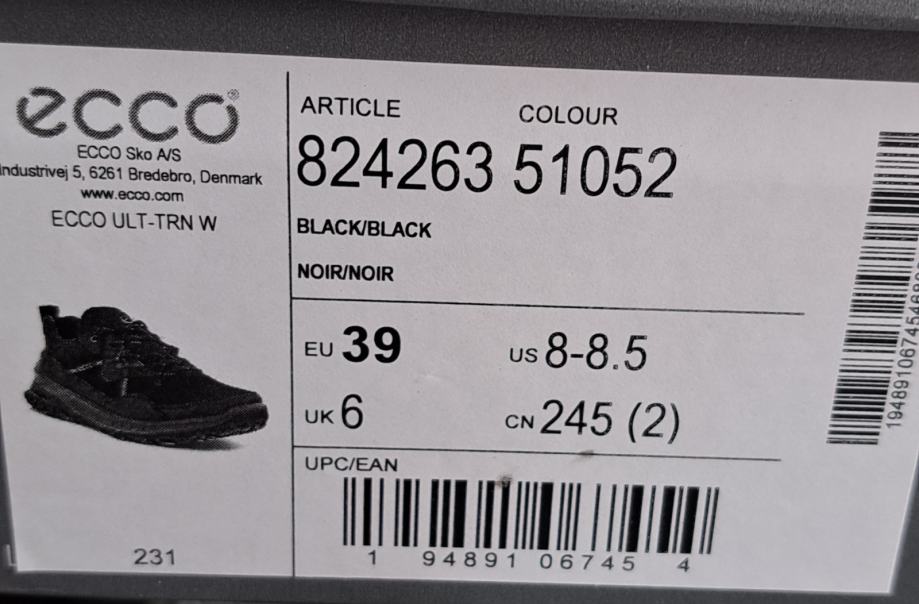 ecco®
ECCO Sko A/S
Industrivej 5, 6261 Bredebro, Denmark
www.ecco.com
ECCO ULT-TRN W
231
ARTICLE COLOUR
824263 51052
BLACK/BLACK
NOIR/NOIR
EU 39 US 8-8.5
UK 6 CN 245 (2)
UPC/EAN
1 94891 06745 4